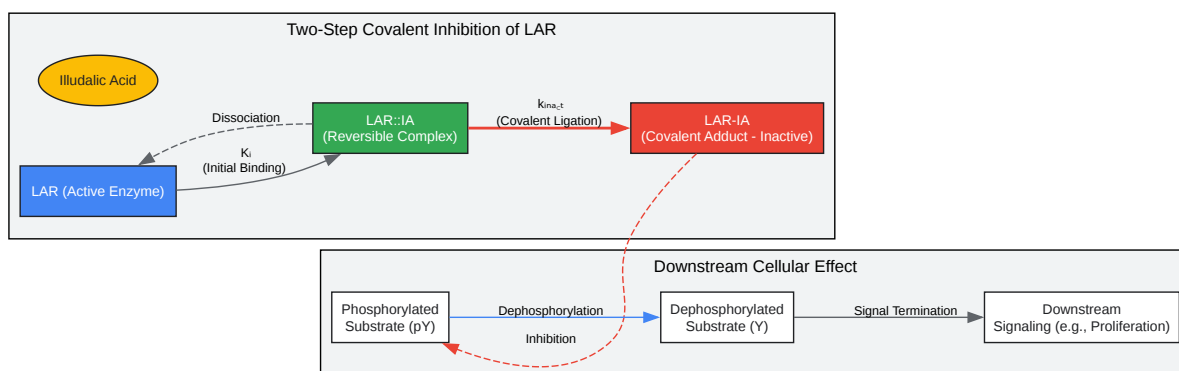 Two-Step Covalent Inhibition of LAR
Illudalic Acid
Dissociation
LAR::IA
(Reversible Complex)
kᵢₙₐ꜀ₜ
(Covalent Ligation)
LAR-IA
(Covalent Adduct - Inactive)
Kᵢ
(Initial Binding)
LAR (Active Enzyme)
Downstream Cellular Effect
Phosphorylated
Substrate (pY)
Dephosphorylation
Inhibition
Dephosphorylated
Substrate (Y)
Signal Termination
Downstream
Signaling (e.g., Proliferation)